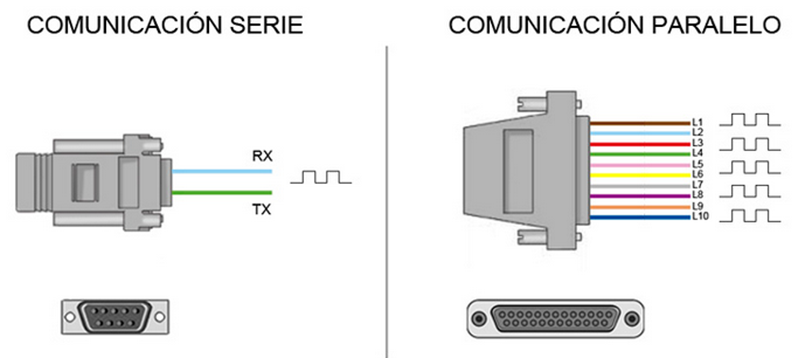 COMUNICACIÓN SERIE
COMUNICACIÓN PARALELO
RX
TX
L1
L2
L3
L4
L5
L6
L7
L8
L9
L10